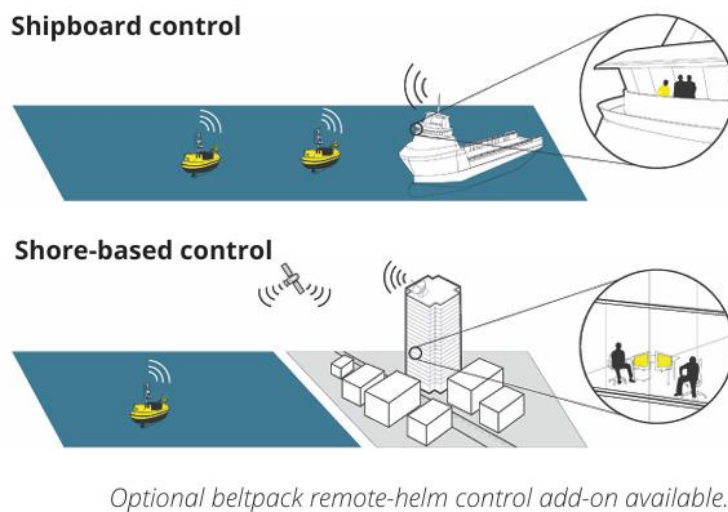 Shipboard control
Shore-based control
Optional beltpack remote-helm control add-on available.